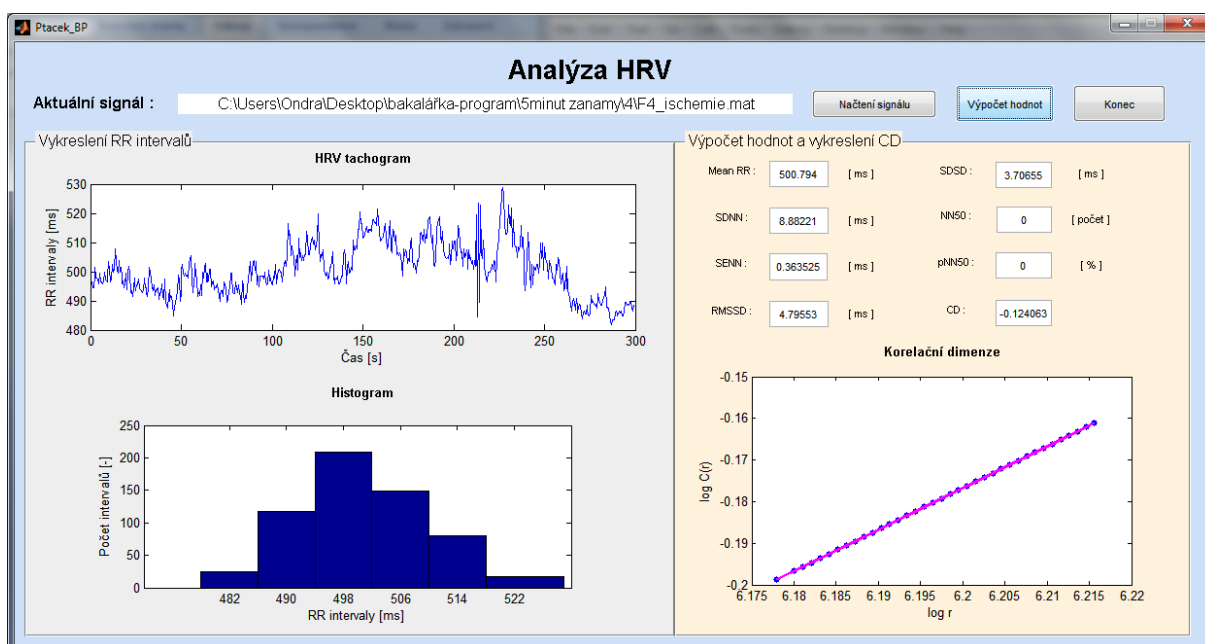 Ptacek_BP
Analýza HRV
Aktuální signál :
C:\Users\Ondra\Desktop\bakalářka-program\5minut zanamy\4\F4_ischemie.mat
Načtení signálu
Výpočet hodnot
Konec
Vykreslení RR intervalů
HRV tachogram
530
520
510
500
490
480
RR intervaly [ms]
0 50 100 150 200 250 300
Čas [s]
Histogram
250
200
150
100
50
0
Počet intervalů [-]
482 490 498 506 514 522
RR intervaly [ms]
Výpočet hodnot a vykreslení CD
Mean RR : 500.794 [ ms ] SDSD : 3.70655 [ ms ]
SDNN : 8.88221 [ ms ] NN50 : 0 [ počet ]
SENN : 0.363525 [ ms ] pNN50 : 0 [ % ]
RMSSD : 4.79553 [ ms ] CD : -0.124063
Korelační dimenze
-0.15
-0.16
-0.17
-0.18
-0.19
-0.2
log C(r)
6.175 6.18 6.185 6.19 6.195 6.2 6.205 6.21 6.215 6.22
log r